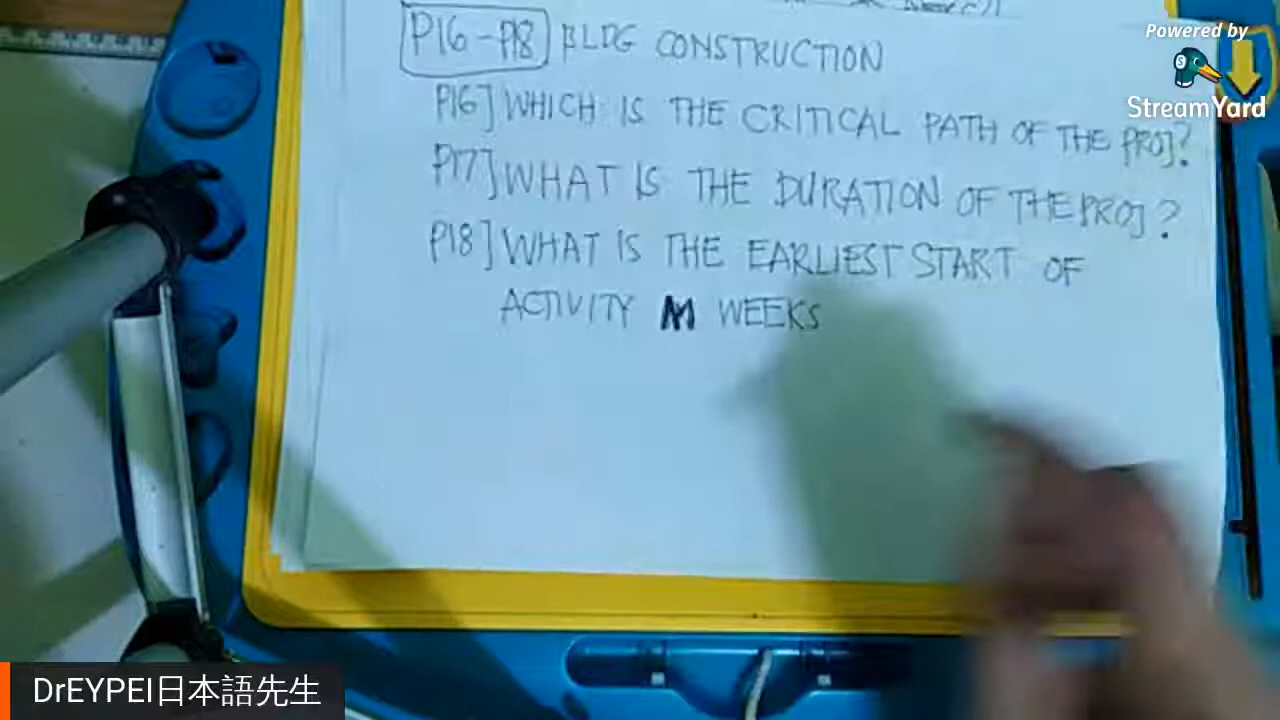 Powered by
StreamYard
P16-P18 BLDG CONSTRUCTION
P16] WHICH IS THE CRITICAL PATH OF THE PROJ?
P17] WHAT IS THE DURATION OF THE PROJ?
P18] WHAT IS THE EARLIEST START OF
ACTIVITY M WEEKS
DrEYPEI日本語先生